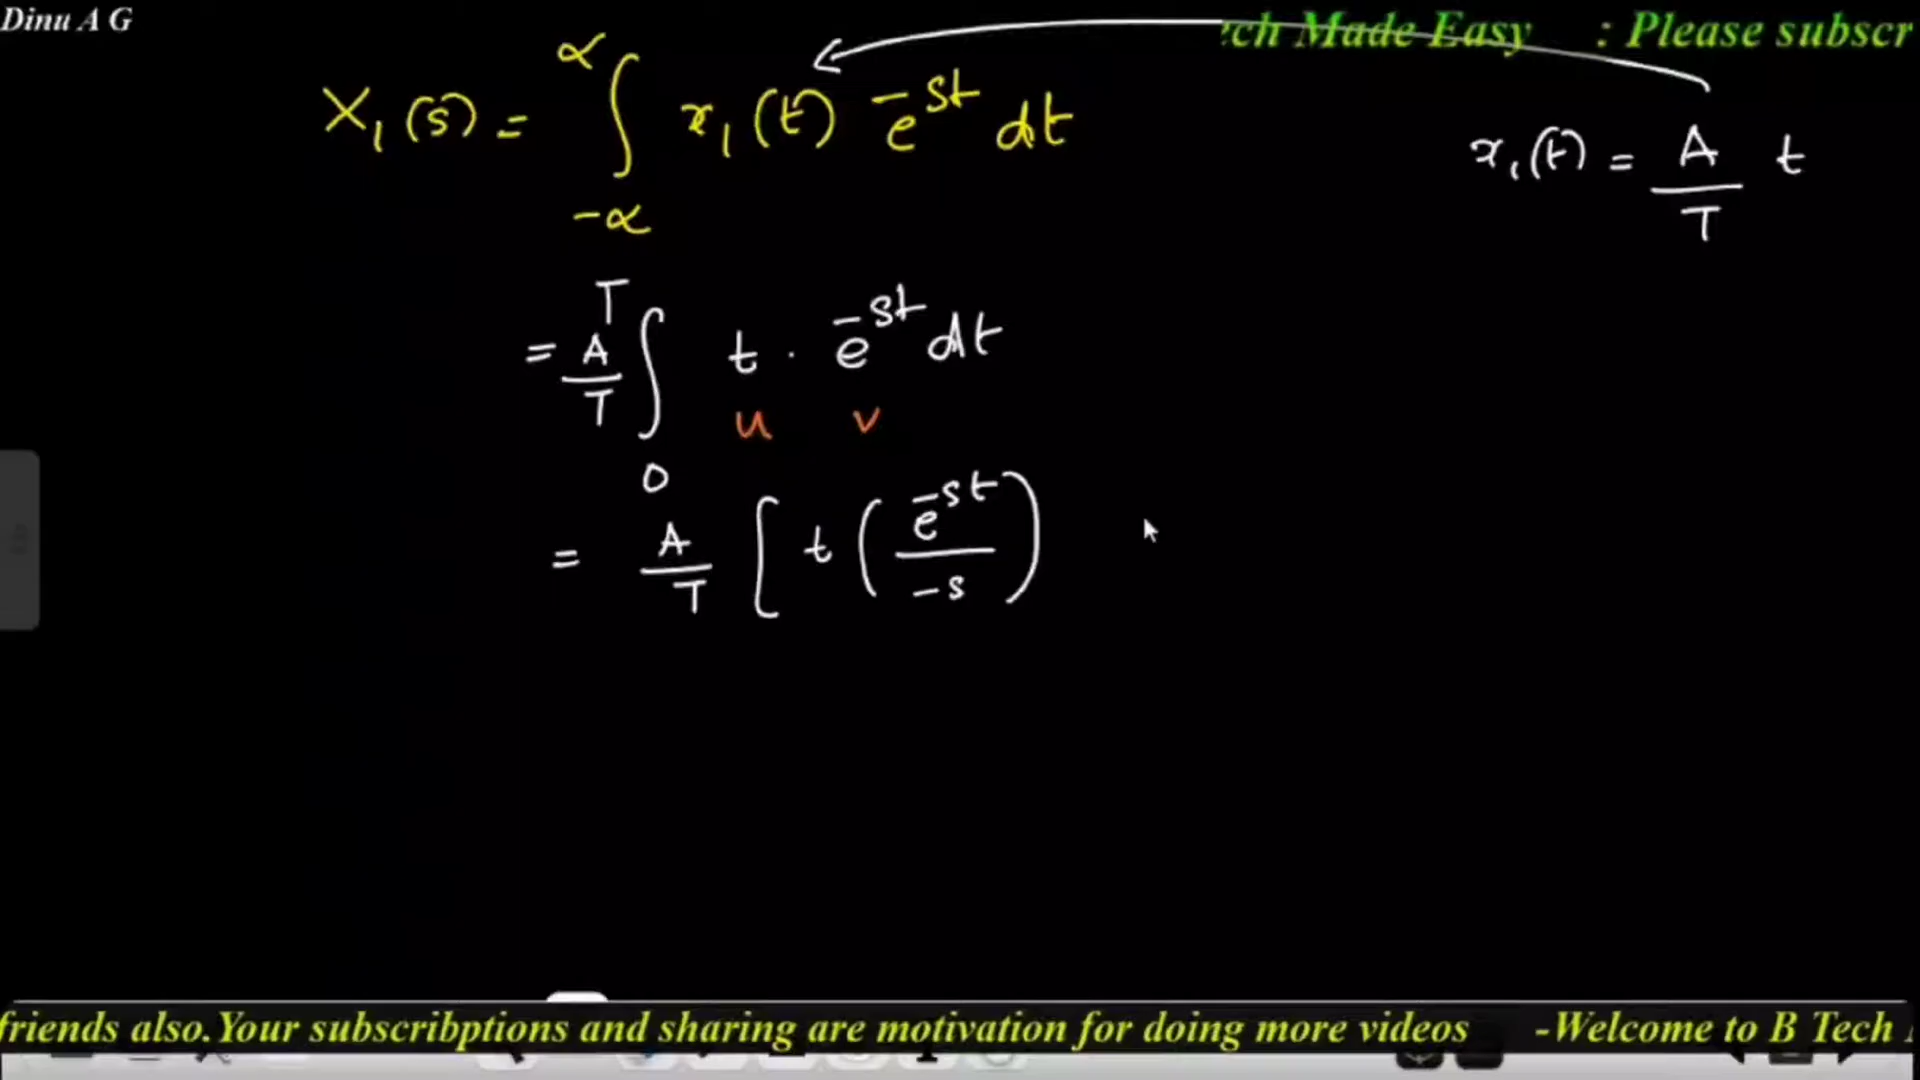 Dinu A G
ch Made Easy : Please subscr
X₁(s) = ∫_{-α}^{α} x₁(t) e^{-st} dt
x₁(t) = A/T t
= A/T ∫_{0}^{T} t · e^{-st} dt
u v
= A/T [ t ( e^{-st} / -s )
friends also.Your subscribptions and sharing are motivation for doing more videos -Welcome to B Tech